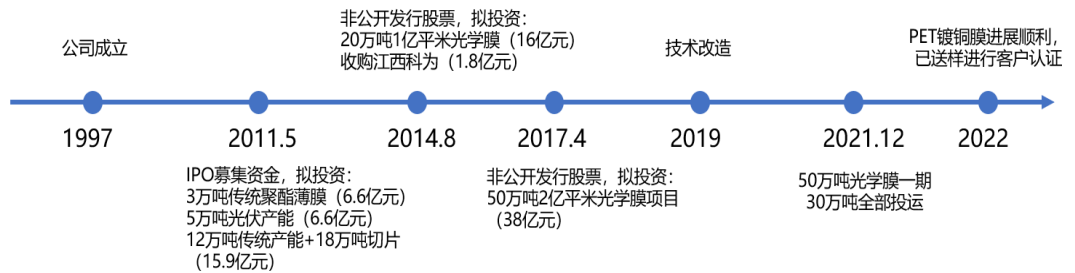 公司成立
1997
IPO募集资金，拟投资：
3万吨传统聚酯薄膜（6.6亿元）
5万吨光伏产能（6.6亿元）
12万吨传统产能+18万吨切片
（15.9亿元）
2011.5
非公开发行股票，拟投资：
20万吨1亿平米光学膜（16亿元）
收购江西科为（1.8亿元）
2014.8
2017.4
非公开发行股票，拟投资：
50万吨2亿平米光学膜项目
（38亿元）
技术改造
2019
2021.12
50万吨光学膜一期
30万吨全部投运
PET镀铜膜进展顺利，
已送样进行客户认证
2022